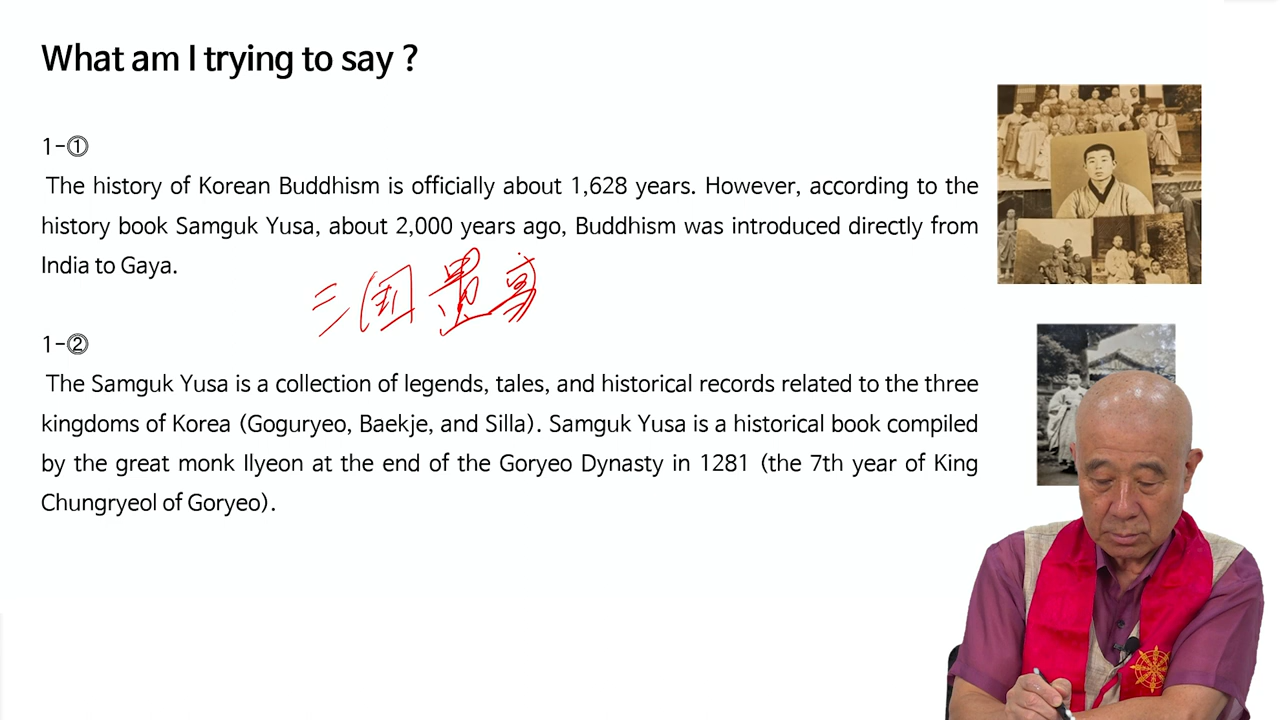 What am I trying to say ?
1-①
The history of Korean Buddhism is officially about 1,628 years. However, according to the
history book Samguk Yusa, about 2,000 years ago, Buddhism was introduced directly from
India to Gaya.
三国
1-②
The Samguk Yusa is a collection of legends, tales, and historical records related to the three
kingdoms of Korea (Goguryeo, Baekje, and Silla). Samguk Yusa is a historical book compiled
by the great monk Ilyeon at the end of the Goryeo Dynasty in 1281 (the 7th year of King
Chungryeol of Goryeo).